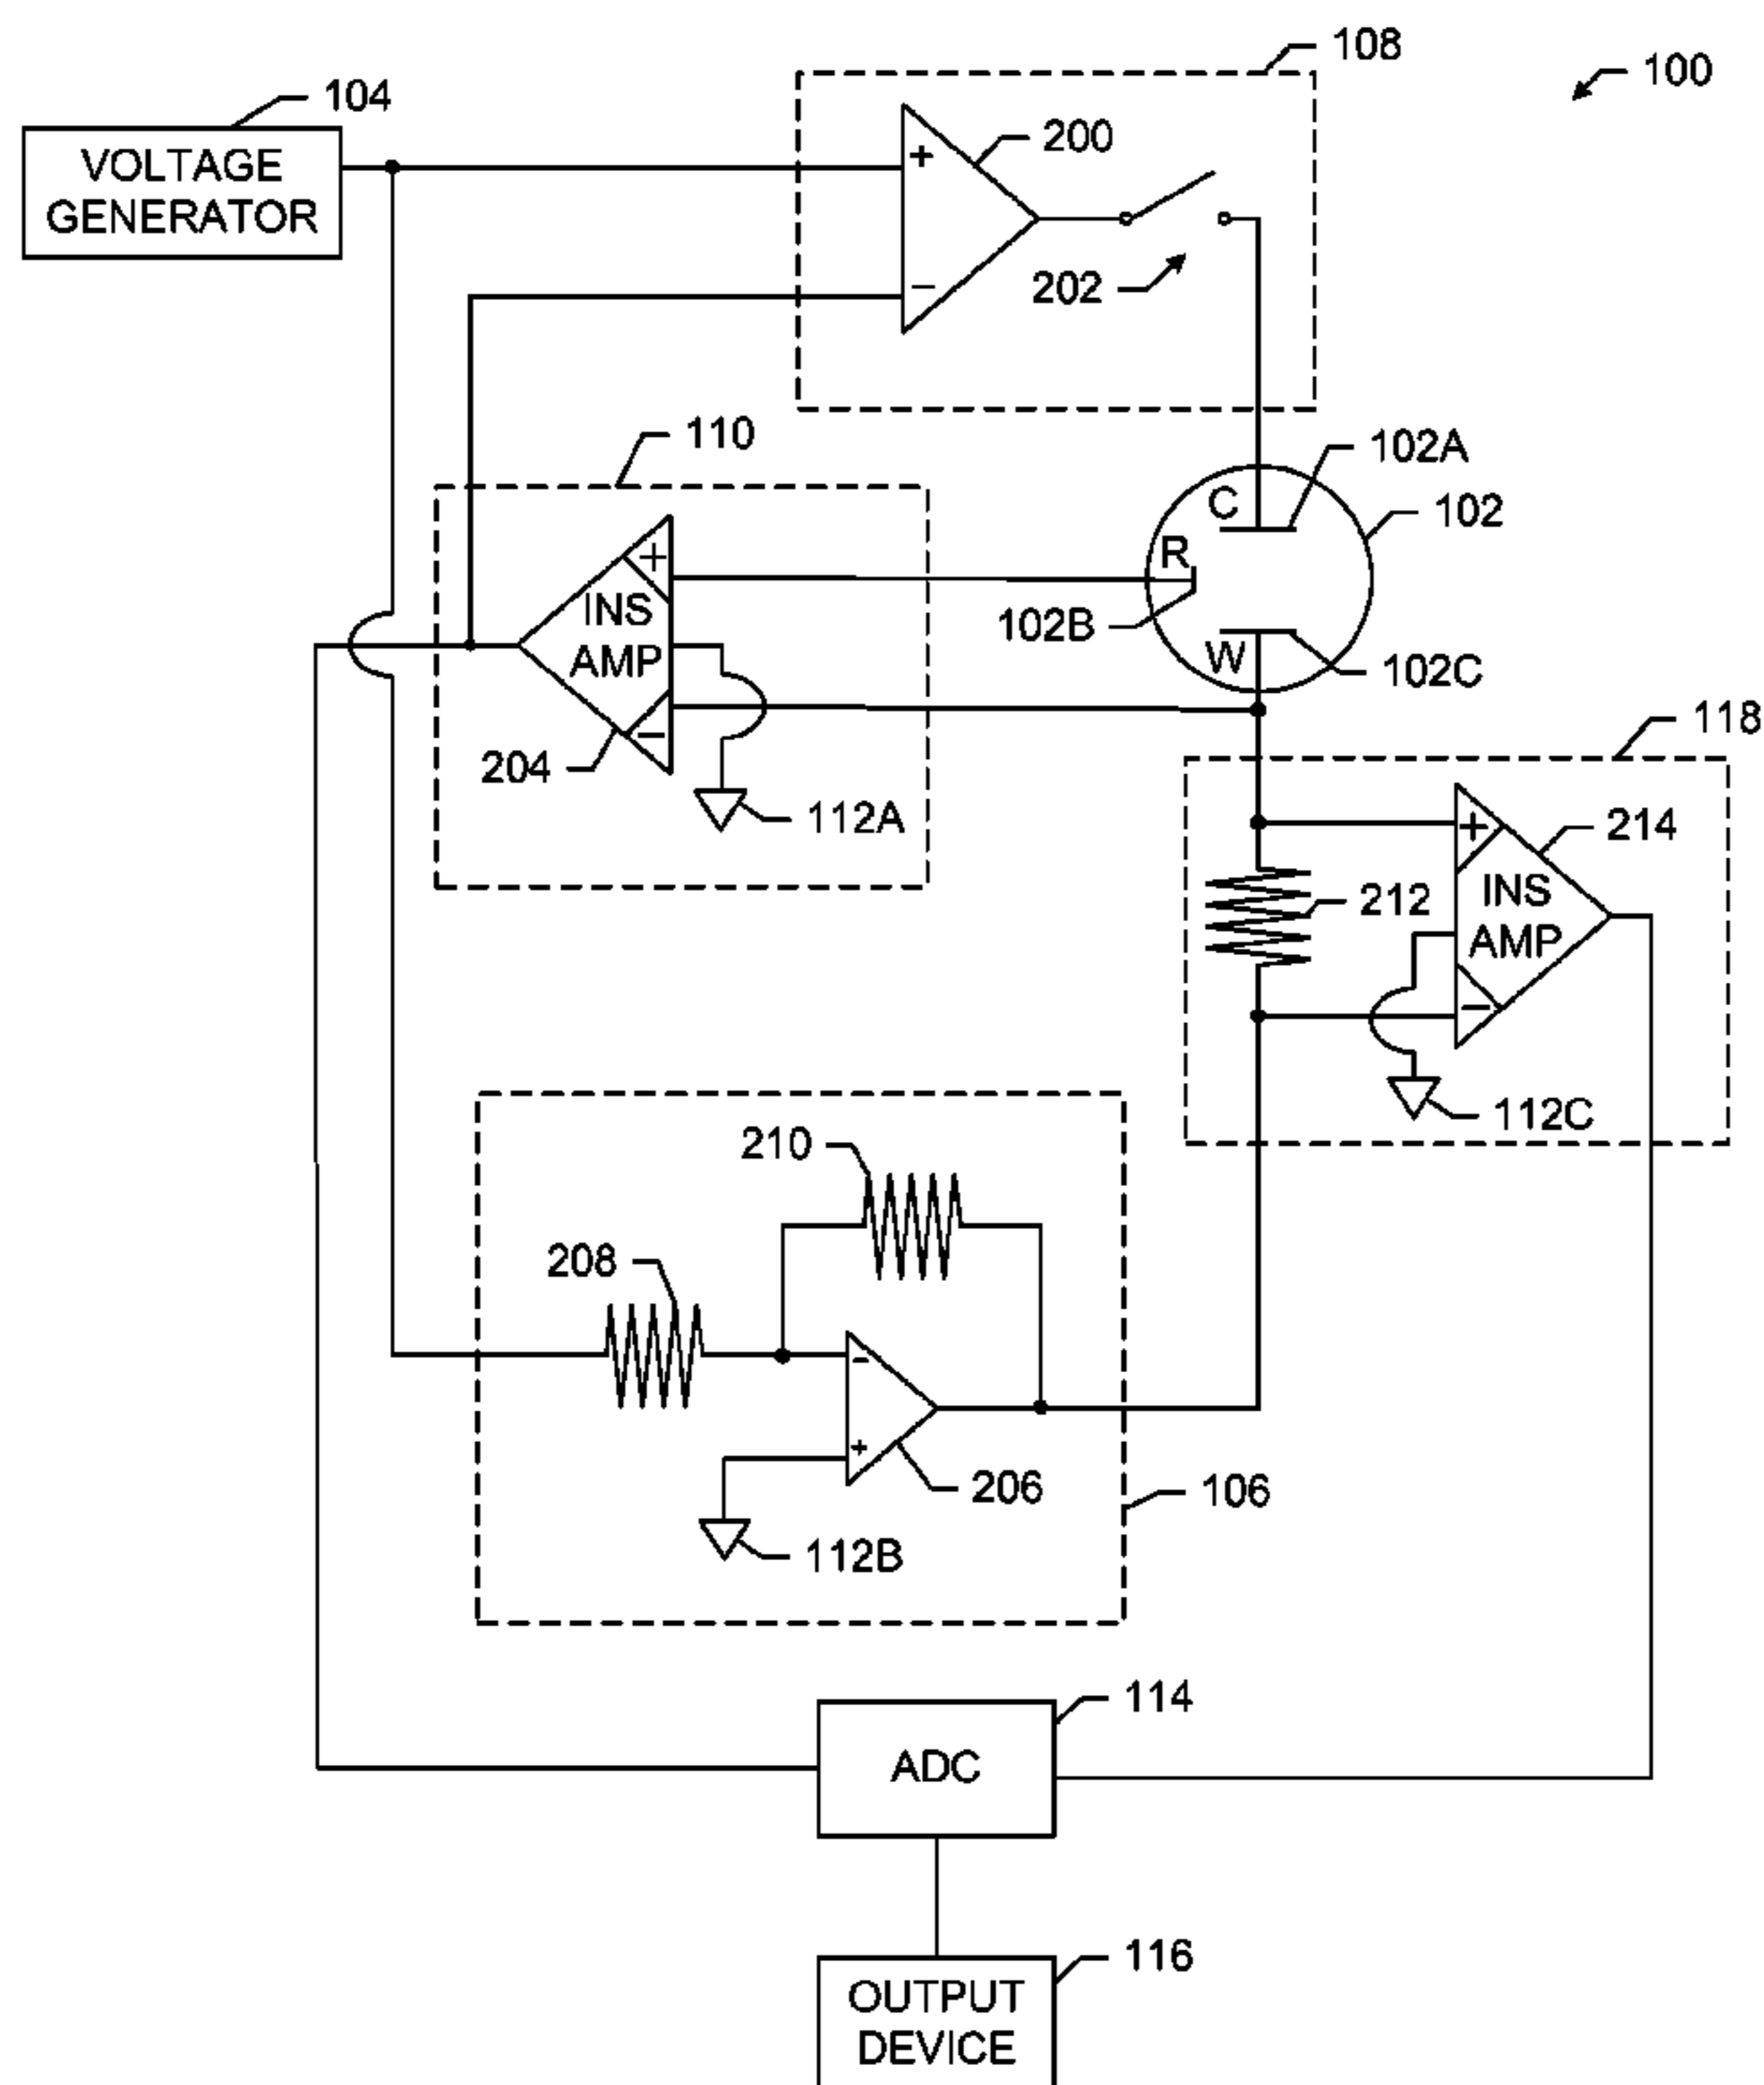 108
100
104
VOLTAGE
GENERATOR
+
200
−
202
110
102A
C
102
R
+
INS
AMP
102B
W
102C
−
204
118
112A
+
214
INS
AMP
212
−
112C
210
208
-
+
206
106
112B
114
ADC
116
OUTPUT
DEVICE